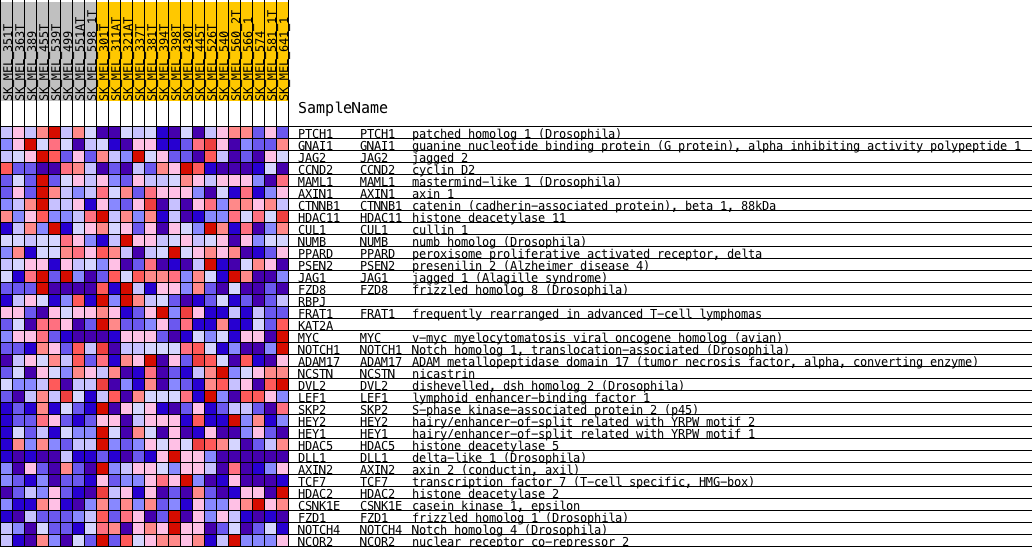 SK_MEL_351T
SK_MEL_363T
SK_MEL_389
SK_MEL_455T
SK_MEL_539T
SK_MEL_499
SK_MEL_551AT
SK_MEL_598_1T
SK_MEL_301T
SK_MEL_311AT
SK_MEL_321AT
SK_MEL_337T
SK_MEL_381T
SK_MEL_394T
SK_MEL_398T
SK_MEL_430T
SK_MEL_445T
SK_MEL_526T
SK_MEL_540
SK_MEL_560_2T
SK_MEL_566_1
SK_MEL_574
SK_MEL_581_1T
SK_MEL_641_1
SampleName
PTCH1 PTCH1 patched homolog 1 (Drosophila)
GNAI1 GNAI1 guanine nucleotide binding protein (G protein), alpha inhibiting activity polypeptide 1
JAG2 JAG2 jagged 2
CCND2 CCND2 cyclin D2
MAML1 MAML1 mastermind-like 1 (Drosophila)
AXIN1 AXIN1 axin 1
CTNNB1 CTNNB1 catenin (cadherin-associated protein), beta 1, 88kDa
HDAC11 HDAC11 histone deacetylase 11
CUL1 CUL1 cullin 1
NUMB NUMB numb homolog (Drosophila)
PPARD PPARD peroxisome proliferative activated receptor, delta
PSEN2 PSEN2 presenilin 2 (Alzheimer disease 4)
JAG1 JAG1 jagged 1 (Alagille syndrome)
FZD8 FZD8 frizzled homolog 8 (Drosophila)
RBPJ
FRAT1 FRAT1 frequently rearranged in advanced T-cell lymphomas
KAT2A
MYC MYC v-myc myelocytomatosis viral oncogene homolog (avian)
NOTCH1 NOTCH1 Notch homolog 1, translocation-associated (Drosophila)
ADAM17 ADAM17 ADAM metallopeptidase domain 17 (tumor necrosis factor, alpha, converting enzyme)
NCSTN NCSTN nicastrin
DVL2 DVL2 dishevelled, dsh homolog 2 (Drosophila)
LEF1 LEF1 lymphoid enhancer-binding factor 1
SKP2 SKP2 S-phase kinase-associated protein 2 (p45)
HEY2 HEY2 hairy/enhancer-of-split related with YRPW motif 2
HEY1 HEY1 hairy/enhancer-of-split related with YRPW motif 1
HDAC5 HDAC5 histone deacetylase 5
DLL1 DLL1 delta-like 1 (Drosophila)
AXIN2 AXIN2 axin 2 (conductin, axil)
TCF7 TCF7 transcription factor 7 (T-cell specific, HMG-box)
HDAC2 HDAC2 histone deacetylase 2
CSNK1E CSNK1E casein kinase 1, epsilon
FZD1 FZD1 frizzled homolog 1 (Drosophila)
NOTCH4 NOTCH4 Notch homolog 4 (Drosophila)
NCOR2 NCOR2 nuclear receptor co-repressor 2